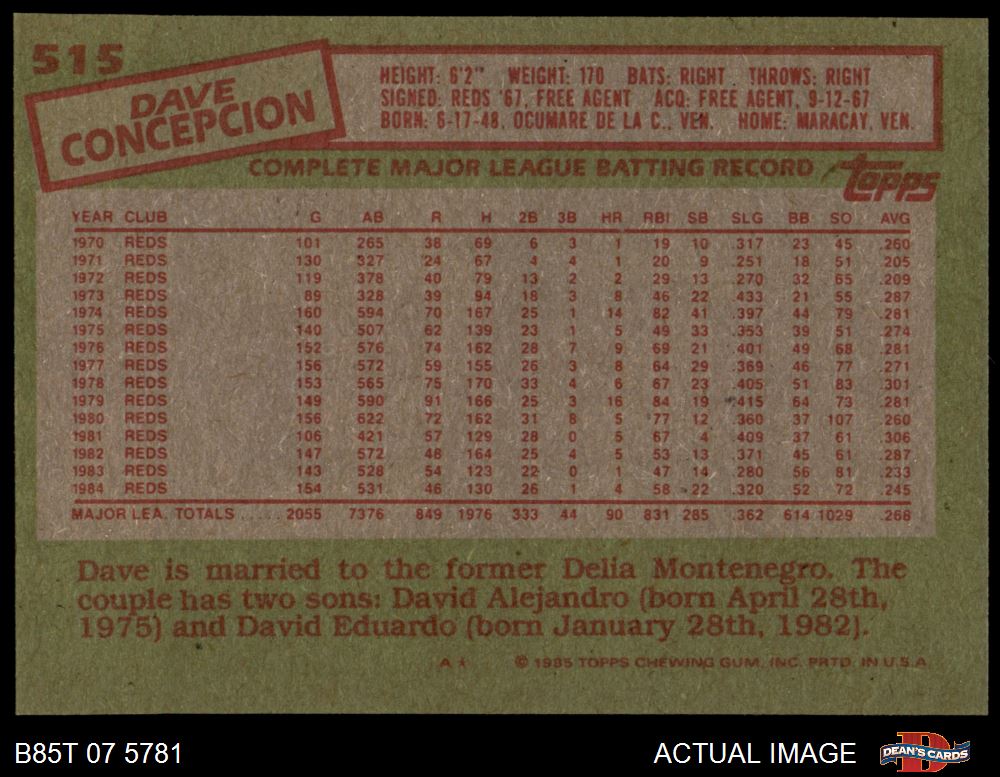 515
DAVE
CONCEPCION
HEIGHT: 6'2" WEIGHT: 170 BATS: RIGHT THROWS: RIGHT
SIGNED: REDS '67, FREE AGENT ACQ: FREE AGENT, 9-12-67
BORN: 6-17-48, OCUMARE DE LA C., VEN. HOME: MARACAY, VEN.
COMPLETE MAJOR LEAGUE BATTING RECORD
Topps
YEAR CLUB G AB R H 2B 3B HR RBI SB SLG BB SO AVG
1970 REDS 101 265 38 69 6 3 1 19 10 .317 23 45 .260
1971 REDS 130 327 24 67 4 4 1 20 9 .251 18 51 .205
1972 REDS 119 378 40 79 13 2 2 29 13 .270 32 65 .209
1973 REDS 89 328 39 94 18 3 8 46 22 .433 21 55 .287
1974 REDS 160 594 70 167 25 1 14 82 41 .397 44 79 .281
1975 REDS 140 507 62 139 23 1 5 49 33 .353 39 51 .274
1976 REDS 152 576 74 162 28 7 9 69 21 .401 49 68 .281
1977 REDS 156 572 59 155 26 3 8 64 29 .369 46 77 .271
1978 REDS 153 565 75 170 33 4 6 67 23 .405 51 83 .301
1979 REDS 149 590 91 166 25 3 16 84 19 .415 64 73 .281
1980 REDS 156 622 72 162 31 8 5 77 12 .360 37 107 .260
1981 REDS 106 421 57 129 28 0 5 67 4 .409 37 61 .306
1982 REDS 147 572 48 164 25 4 5 53 13 .371 45 61 .287
1983 REDS 143 528 54 123 22 0 1 47 14 .280 56 81 .233
1984 REDS 154 531 46 130 26 1 4 58 22 .320 52 72 .245
MAJOR LEA. TOTALS ...... 2055 7376 849 1976 333 44 90 831 285 .362 614 1029 .268
Dave is married to the former Delia Montenegro. The
couple has two sons: David Alejandro (born April 28th,
1975) and David Eduardo (born January 28th, 1982).
A * © 1985 TOPPS CHEWING GUM, INC. PRTD. IN U.S.A.
B85T 07 5781 ACTUAL IMAGE DEAN'S CARDS